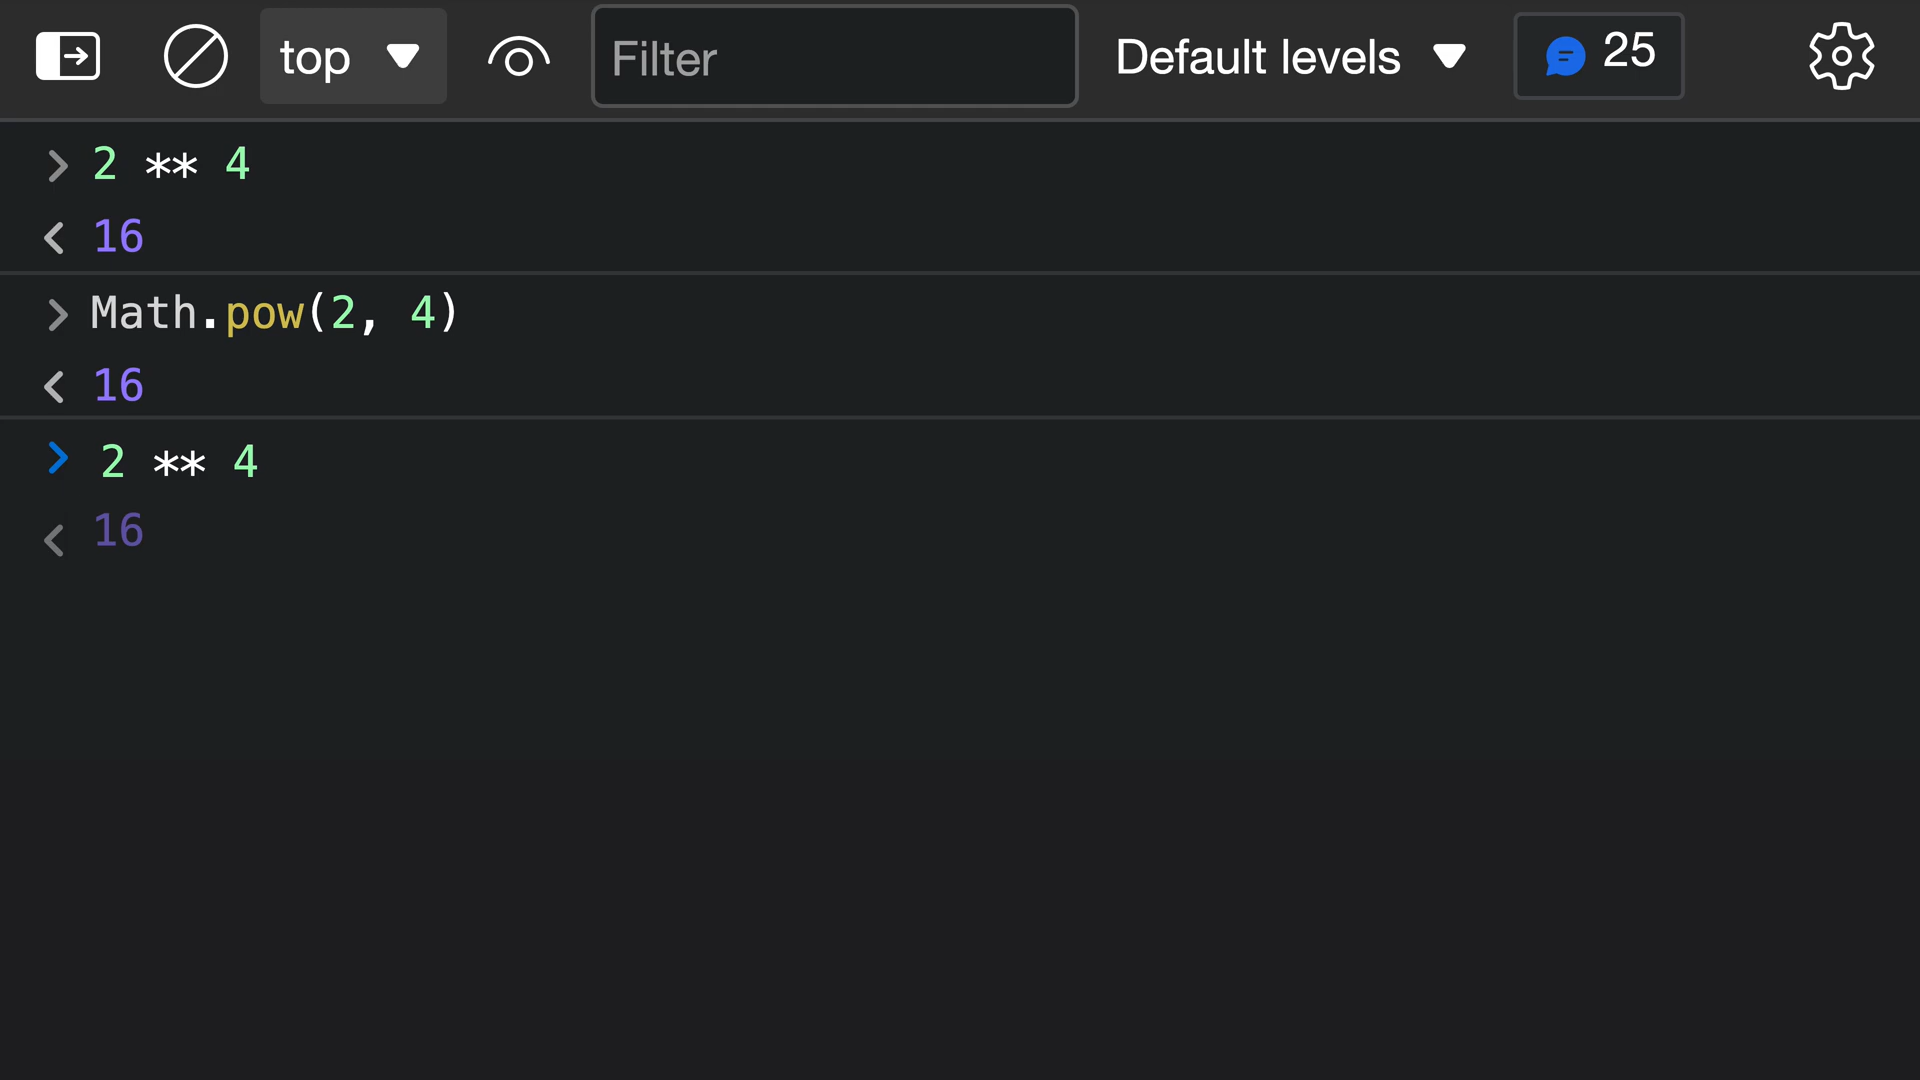 top Filter Default levels 25
> 2 ** 4
< 16
> Math.pow(2, 4)
< 16
> 2 ** 4
< 16